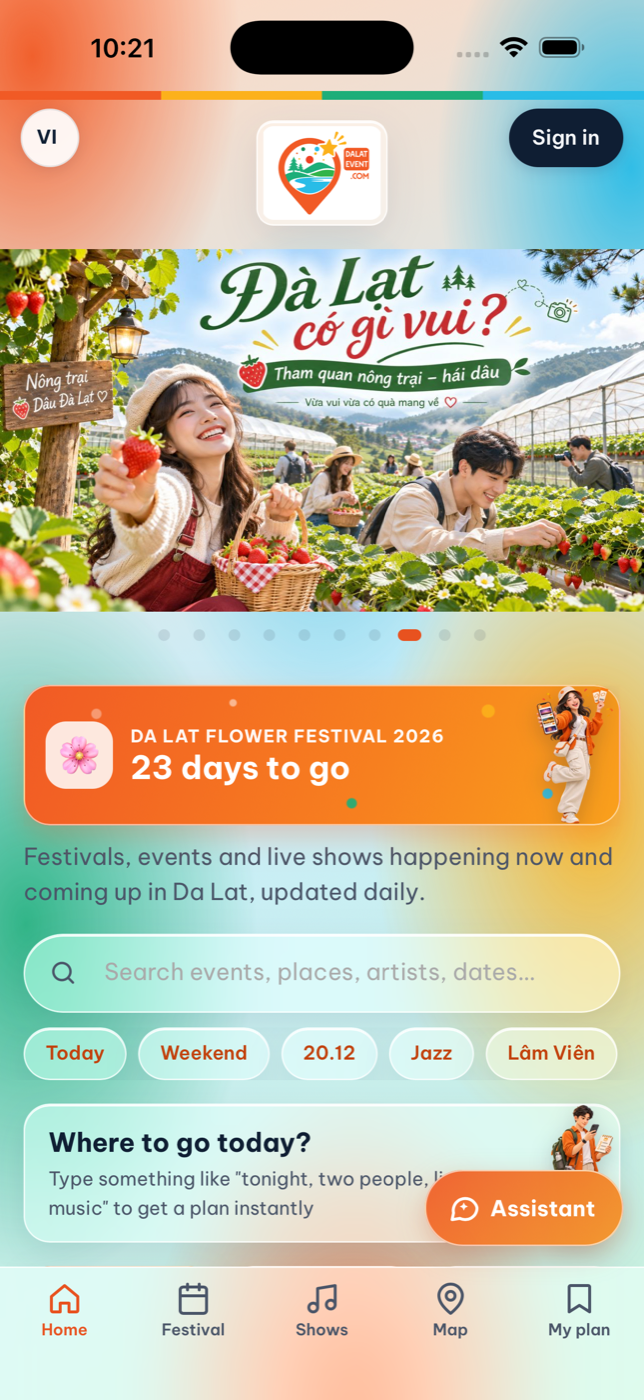 10:21
VI
DALAT
EVENT
.COM
Sign in
Đà Lạt
có gì vui?
Tham quan nông trại – hái dâu
Vừa vui vừa có quà mang về
Nông trại
Dâu Đà Lạt
DA LAT FLOWER FESTIVAL 2026
23 days to go
Festivals, events and live shows happening now and
coming up in Da Lat, updated daily.
Search events, places, artists, dates...
Today
Weekend
20.12
Jazz
Lâm Viên
Where to go today?
Type something like "tonight, two people,
music" to get a plan instantly
Assistant
Home
Festival
Shows
Map
My plan